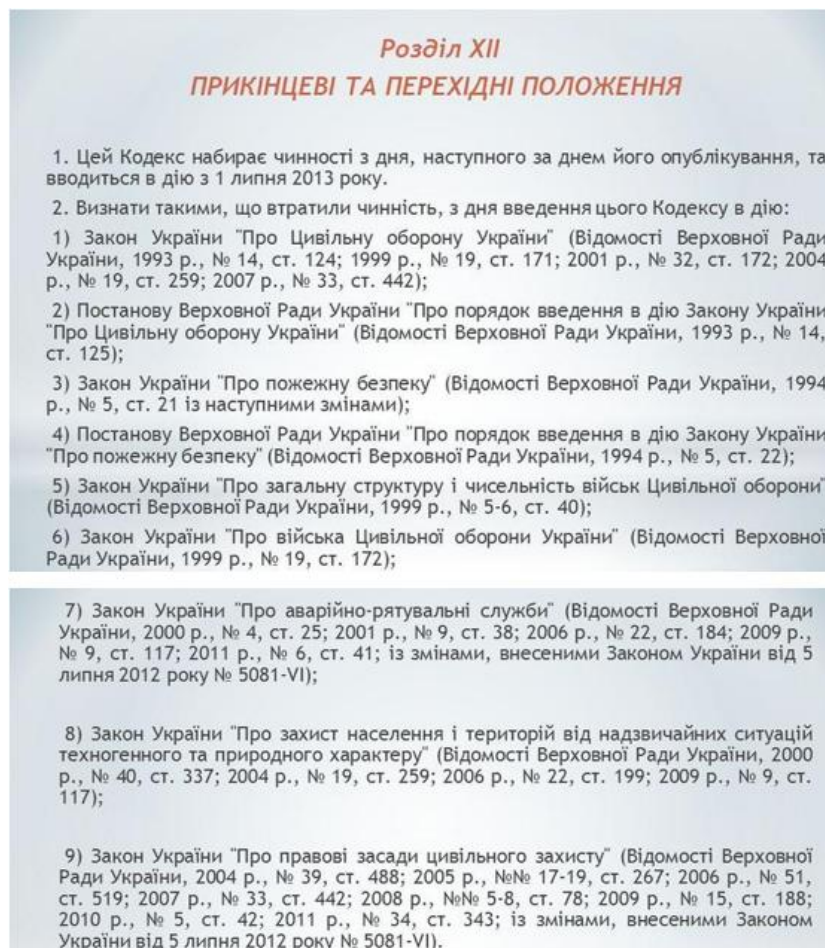 Розділ XII
ПРИКІНЦЕВІ ТА ПЕРЕХІДНІ ПОЛОЖЕННЯ
1. Цей Кодекс набирає чинності з дня, наступного за днем його опублікування, та
вводиться в дію з 1 липня 2013 року.
2. Визнати такими, що втратили чинність, з дня введення цього Кодексу в дію:
1) Закон України "Про Цивільну оборону України" (Відомості Верховної Ради
України, 1993 р., № 14, ст. 124; 1999 р., № 19, ст. 171; 2001 р., № 32, ст. 172; 2004
р., № 19, ст. 259; 2007 р., № 33, ст. 442);
2) Постанову Верховної Ради України "Про порядок введення в дію Закону України
"Про Цивільну оборону України" (Відомості Верховної Ради України, 1993 р., № 14,
ст. 125);
3) Закон України "Про пожежну безпеку" (Відомості Верховної Ради України, 1994
р., № 5, ст. 21 із наступними змінами);
4) Постанову Верховної Ради України "Про порядок введення в дію Закону України
"Про пожежну безпеку" (Відомості Верховної Ради України, 1994 р., № 5, ст. 22);
5) Закон України "Про загальну структуру і чисельність військ Цивільної оборони"
(Відомості Верховної Ради України, 1999 р., № 5-6, ст. 40);
6) Закон України "Про війська Цивільної оборони України" (Відомості Верховної
Ради України, 1999 р., № 19, ст. 172);
7) Закон України "Про аварійно-рятувальні служби" (Відомості Верховної Ради
України, 2000 р., № 4, ст. 25; 2001 р., № 9, ст. 38; 2006 р., № 22, ст. 184; 2009 р.,
№ 9, ст. 117; 2011 р., № 6, ст. 41; із змінами, внесеними Законом України від 5
липня 2012 року № 5081-VI);
8) Закон України "Про захист населення і територій від надзвичайних ситуацій
техногенного та природного характеру" (Відомості Верховної Ради України, 2000
р., № 40, ст. 337; 2004 р., № 19, ст. 259; 2006 р., № 22, ст. 199; 2009 р., № 9, ст.
117);
9) Закон України "Про правові засади цивільного захисту" (Відомості Верховної
Ради України, 2004 р., № 39, ст. 488; 2005 р., №№ 17-19, ст. 267; 2006 р., № 51,
ст. 519; 2007 р., № 33, ст. 442; 2008 р., №№ 5-8, ст. 78; 2009 р., № 15, ст. 188;
2010 р., № 5, ст. 42; 2011 р., № 34, ст. 343; із змінами, внесеними Законом
України від 5 липня 2012 року № 5081-VI).